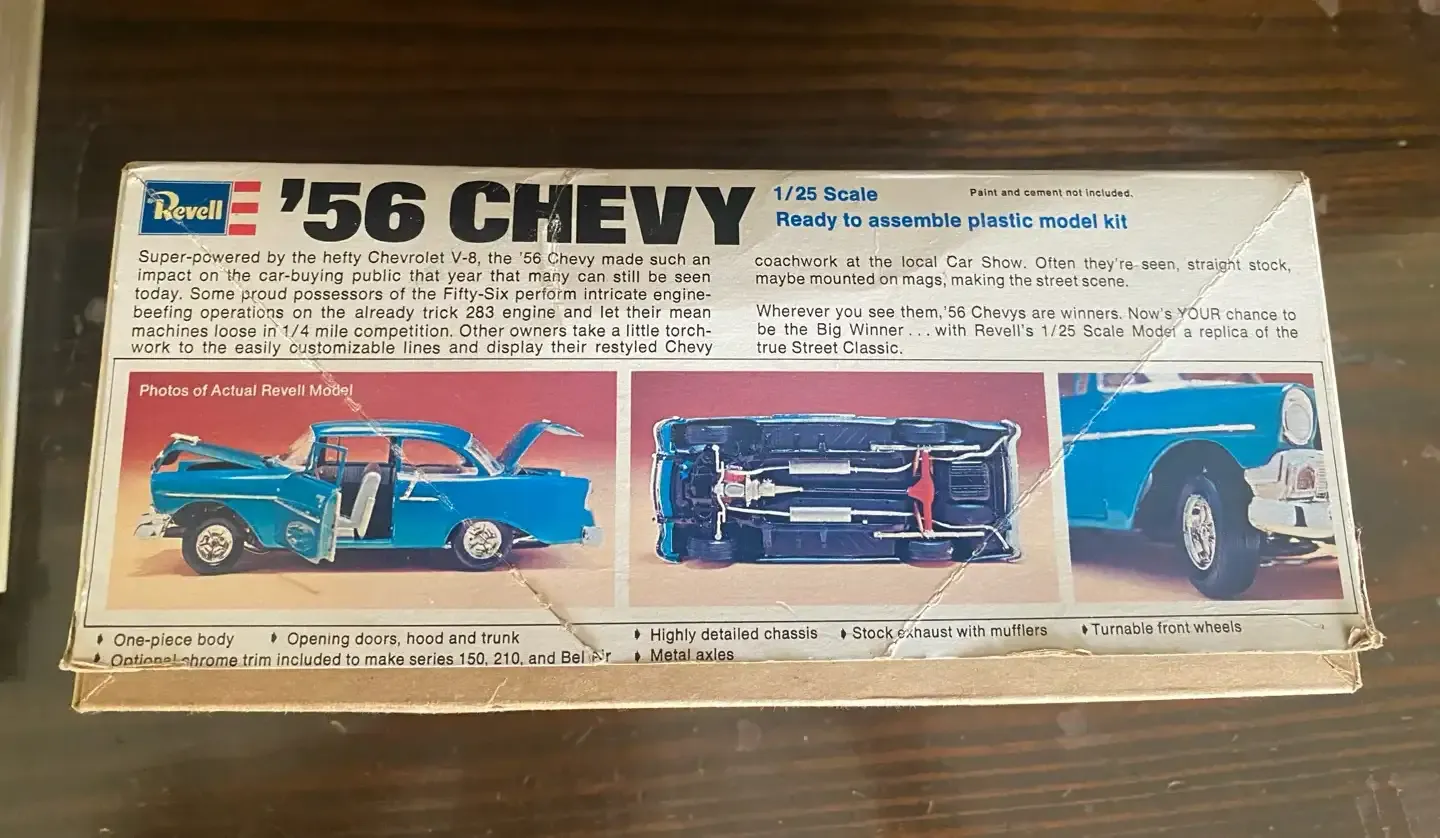 Revell
'56 CHEVY
1/25 Scale
Paint and cement not included.
Ready to assemble plastic model kit
Super-powered by the hefty Chevrolet V-8, the '56 Chevy made such an
impact on the car-buying public that year that many can still be seen
today. Some proud possessors of the Fifty-Six perform intricate engine-
beefing operations on the already trick 283 engine and let their mean
machines loose in 1/4 mile competition. Other owners take a little torch-
work to the easily customizable lines and display their restyled Chevy
coachwork at the local Car Show. Often they're seen, straight stock,
maybe mounted on mags, making the street scene.
Wherever you see them, '56 Chevys are winners. Now's YOUR chance to
be the Big Winner... with Revell's 1/25 Scale Model a replica of the
true Street Classic.
Photos of Actual Revell Model
One-piece body
Opening doors, hood and trunk
Optional chrome trim included to make series 150, 210, and Bel Air
Highly detailed chassis
Stock exhaust with mufflers
Turnable front wheels
Metal axles